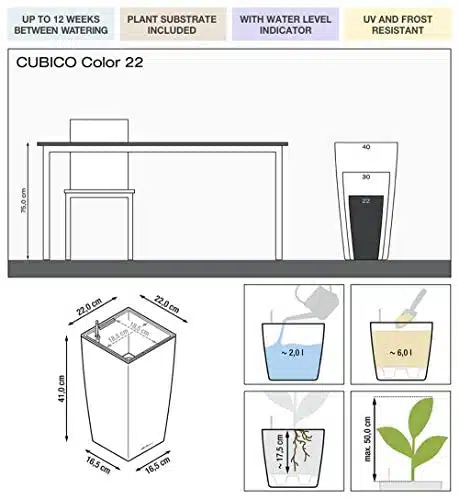 UP TO 12 WEEKS
BETWEEN WATERING
PLANT SUBSTRATE
INCLUDED
WITH WATER LEVEL
INDICATOR
UV AND FROST
RESISTANT
CUBICO Color 22
75,0 cm
40
30
22
22,0 cm
22,0 cm
18,5 cm
18,5 cm
41,0 cm
16,5 cm
16,5 cm
~ 2,0 l
~ 6,0 l
~ 17,5 cm
max. 50,0 cm